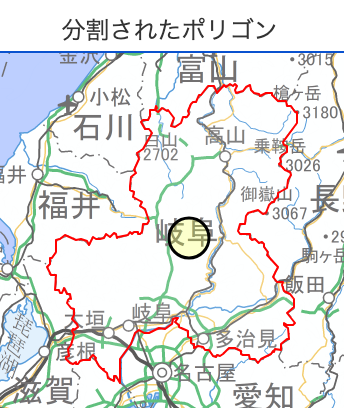 分割されたポリゴン
金沢
富山
3015
小松
槍ヶ岳
3180
石川
高山
白山
2702
乗鞍岳
3026
福井
御嶽山
3067
長
福井
岐阜
駒ヶ岳
飯田
琵琶湖
大垣
岐阜
多治見
彦根
名古屋
滋賀
愛知